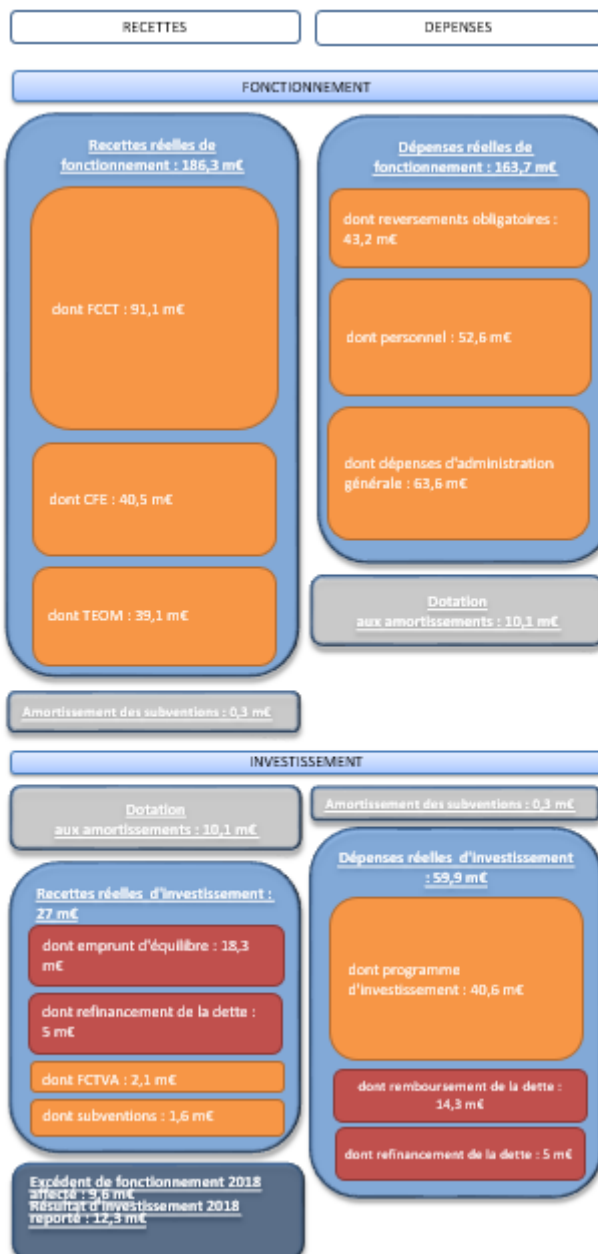 RECETTES
DEPENSES
FONCTIONNEMENT
Recettes réelles de
fonctionnement : 186,3 m€
dont FCCT : 91,1 m€
dont CFE : 40,5 m€
dont TEOM : 39,1 m€
Amortissement des subventions : 0,3 m€
Dépenses réelles de
fonctionnement : 163,7 m€
dont reversements obligatoires :
43,2 m€
dont personnel : 52,6 m€
dont dépenses d'administration
générale : 63,6 m€
Dotation
aux amortissements : 10,1 m€
INVESTISSEMENT
Dotation
aux amortissements : 10,1 m€
Recettes réelles d'investissement :
27 m€
dont emprunt d'équilibre : 18,3
m€
dont refinancement de la dette :
5 m€
dont FCTVA : 2,1 m€
dont subventions : 1,6 m€
Excédent de fonctionnement 2018
affecté : 9,6 m€
Résultat d'investissement 2018
reporté : 12,3 m€
Amortissement des subventions : 0,3 m€
Dépenses réelles d'investissement
: 59,9 m€
dont programme
d'investissement : 40,6 m€
dont remboursement de la dette :
14,3 m€
dont refinancement de la dette : 5 m€